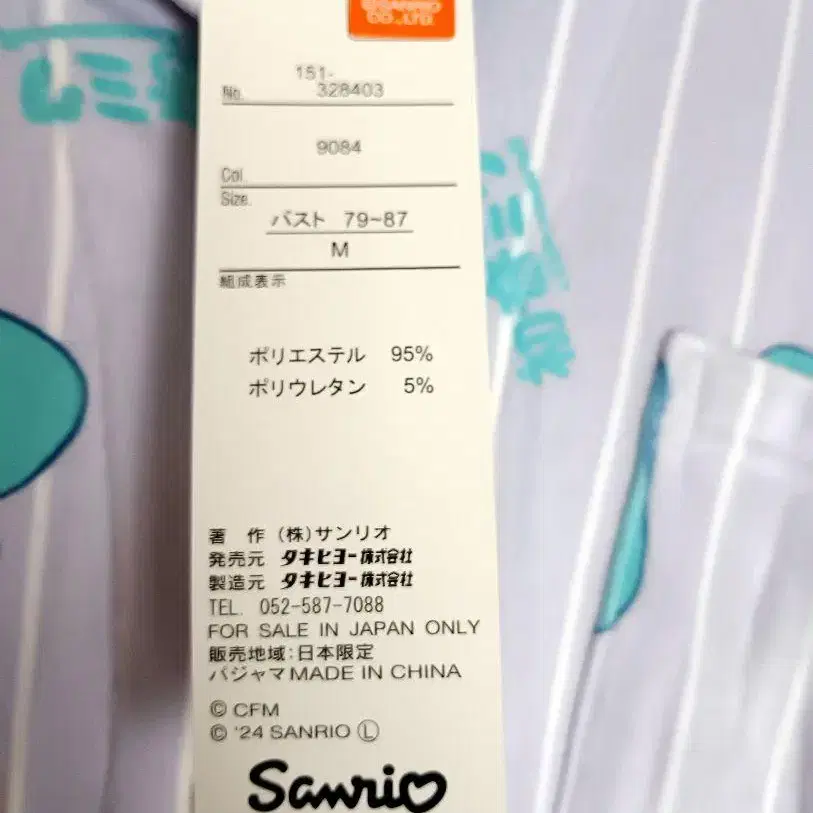 SANRIO
CO.,LTD.
151-
No. 328403
9084
Col.
Size.
バスト 79~87
M
組成表示
ポリエステル 95%
ポリウレタン 5%
著 作 (株)サンリオ
発売元 タキヒヨー株式会社
製造元 タキヒヨー株式会社
TEL. 052-587-7088
FOR SALE IN JAPAN ONLY
販売地域:日本限定
パジャマ MADE IN CHINA
© CFM
© '24 SANRIO Ⓛ
Sanrio